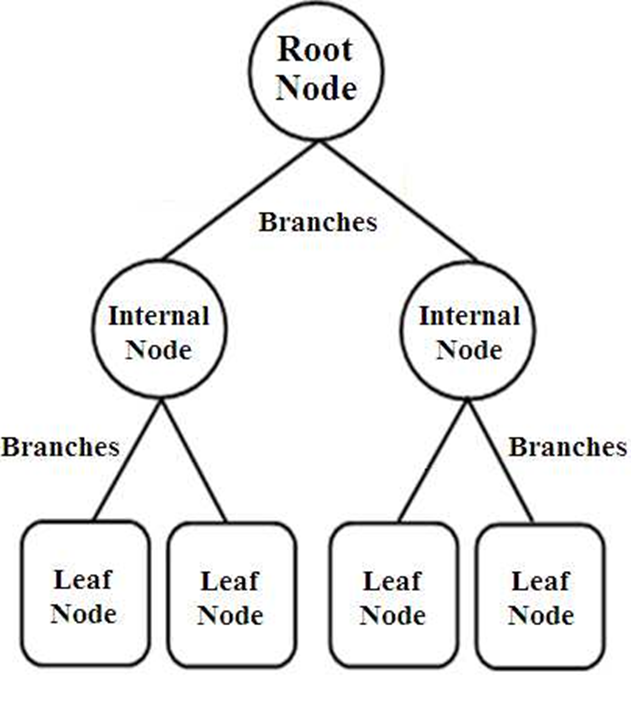 Root
Node
Branches
Internal
Node
Internal
Node
Branches
Branches
Leaf
Node
Leaf
Node
Leaf
Node
Leaf
Node